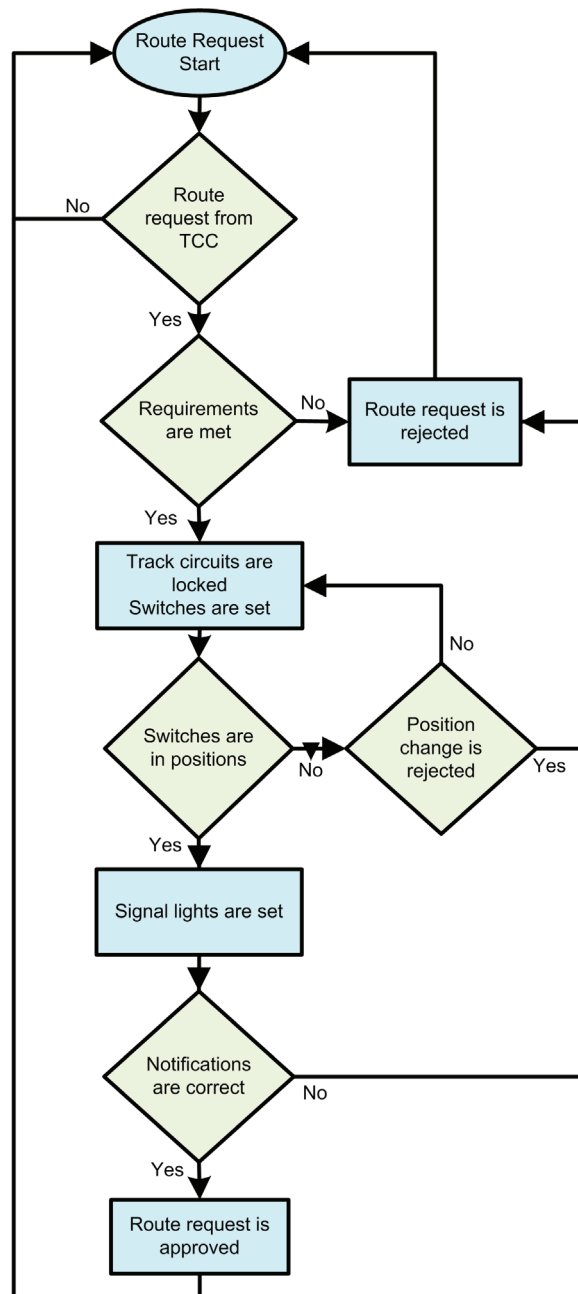 Route Request
Start
No
Route
request from
TCC
Yes
Requirements
are met
No
Route request is
rejected
Yes
Track circuits are
locked
Switches are set
No
Switches are
in positions
No
Position
change is
rejected
Yes
Yes
Signal lights are set
Notifications
are correct
No
Yes
Route request is
approved